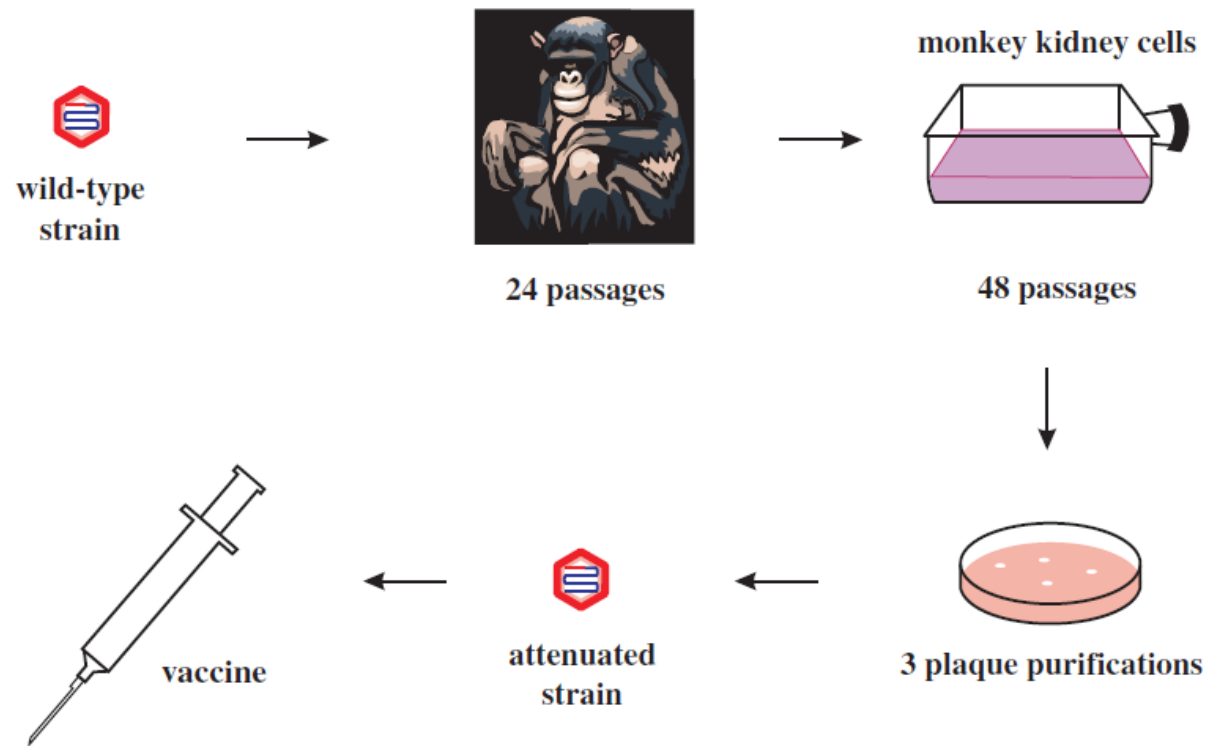 monkey kidney cells
wild-type
strain
24 passages
48 passages
vaccine
attenuated
strain
3 plaque purifications